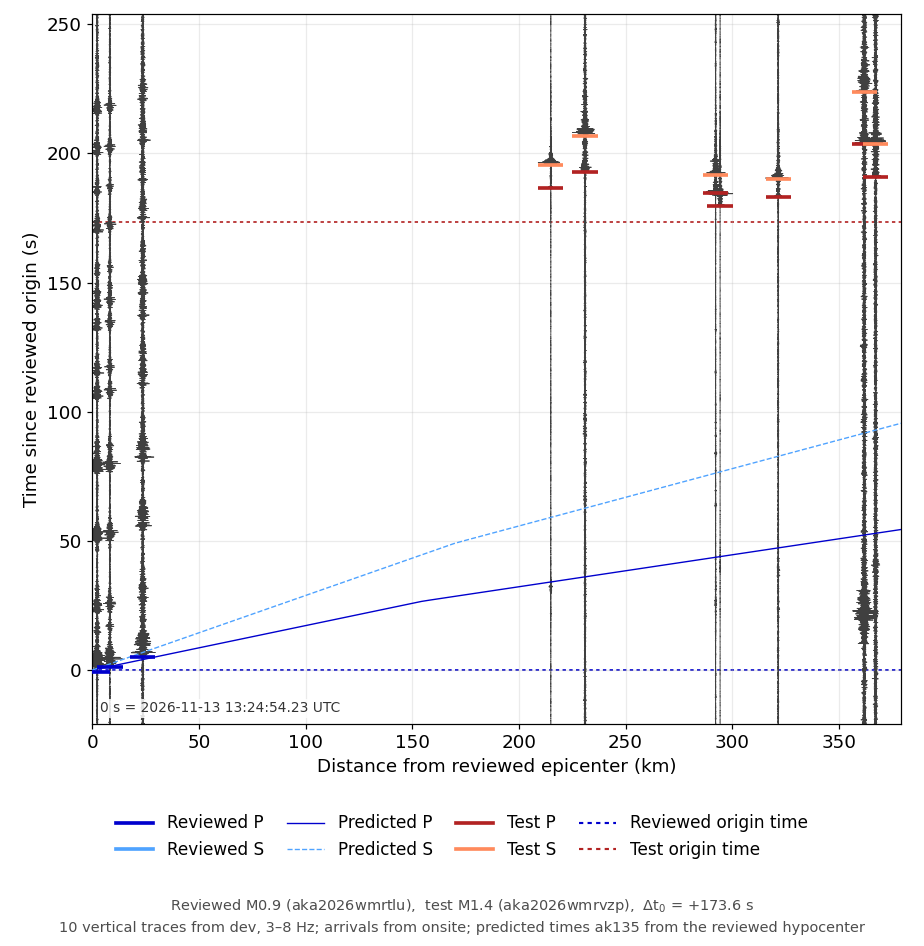 Time since reviewed origin (s)
250
200
150
100
50
0
0 s = 2026-11-13 13:24:54.23 UTC
0 50 100 150 200 250 300 350
Distance from reviewed epicenter (km)
Reviewed P Predicted P Test P Reviewed origin time
Reviewed S Predicted S Test S Test origin time
Reviewed M0.9 (aka2026wmrtlu), test M1.4 (aka2026wmrvzp), Δt₀ = +173.6 s
10 vertical traces from dev, 3–8 Hz; arrivals from onsite; predicted times ak135 from the reviewed hypocenter